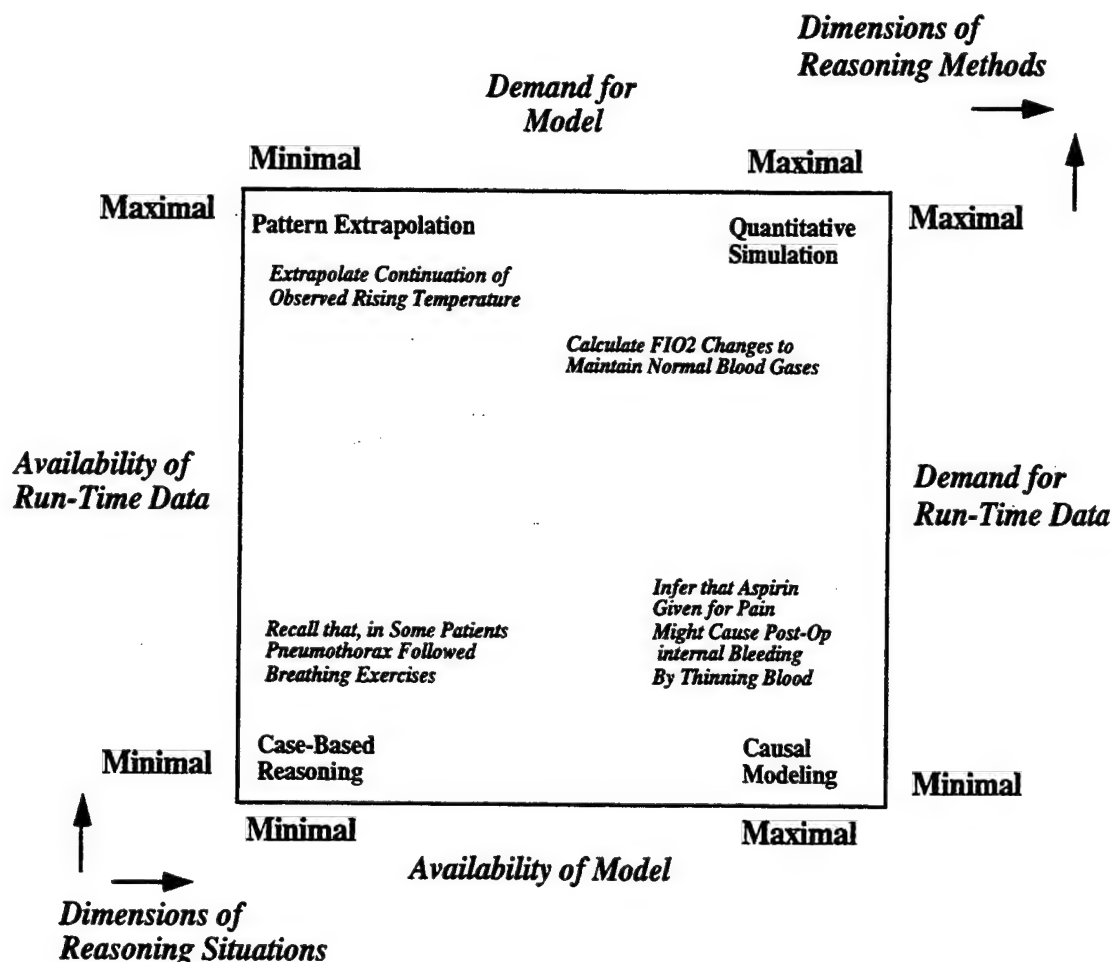 Dimensions of
Reasoning Methods
Demand for
Model
Minimal
Maximal
Maximal
Maximal
Pattern Extrapolation
Quantitative
Simulation
Extrapolate Continuation of
Observed Rising Temperature
Calculate FIO2 Changes to
Maintain Normal Blood Gases
Availability of
Run-Time Data
Demand for
Run-Time Data
Recall that, in Some Patients
Pneumothorax Followed
Breathing Exercises
Infer that Aspirin
Given for Pain
Might Cause Post-Op
internal Bleeding
By Thinning Blood
Case-Based
Reasoning
Causal
Modeling
Minimal
Minimal
Minimal
Maximal
Availability of Model
Dimensions of
Reasoning Situations